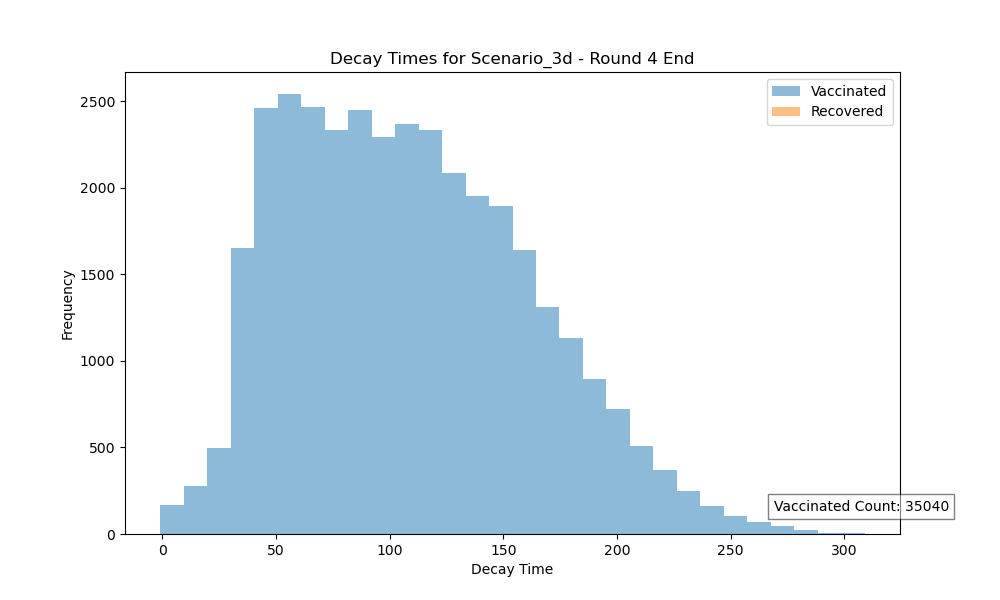 Decay Times for Scenario_3d - Round 4 End
Vaccinated
Recovered
2500
2000
1500
1000
500
0
Frequency
Vaccinated Count: 35040
0
50
100
150
200
250
300
Decay Time